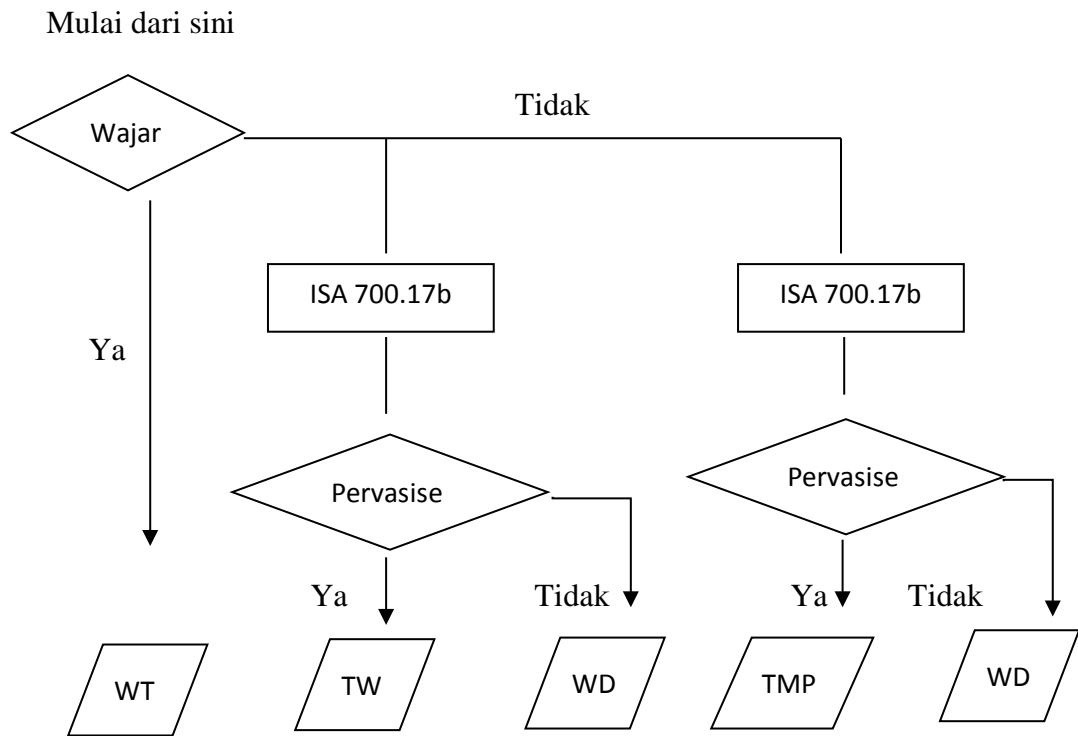 Mulai dari sini
Wajar
Tidak
ISA 700.17b
ISA 700.17b
Ya
Pervasise
Pervasise
Ya
Tidak
Ya
Tidak
WT
TW
WD
TMP
WD